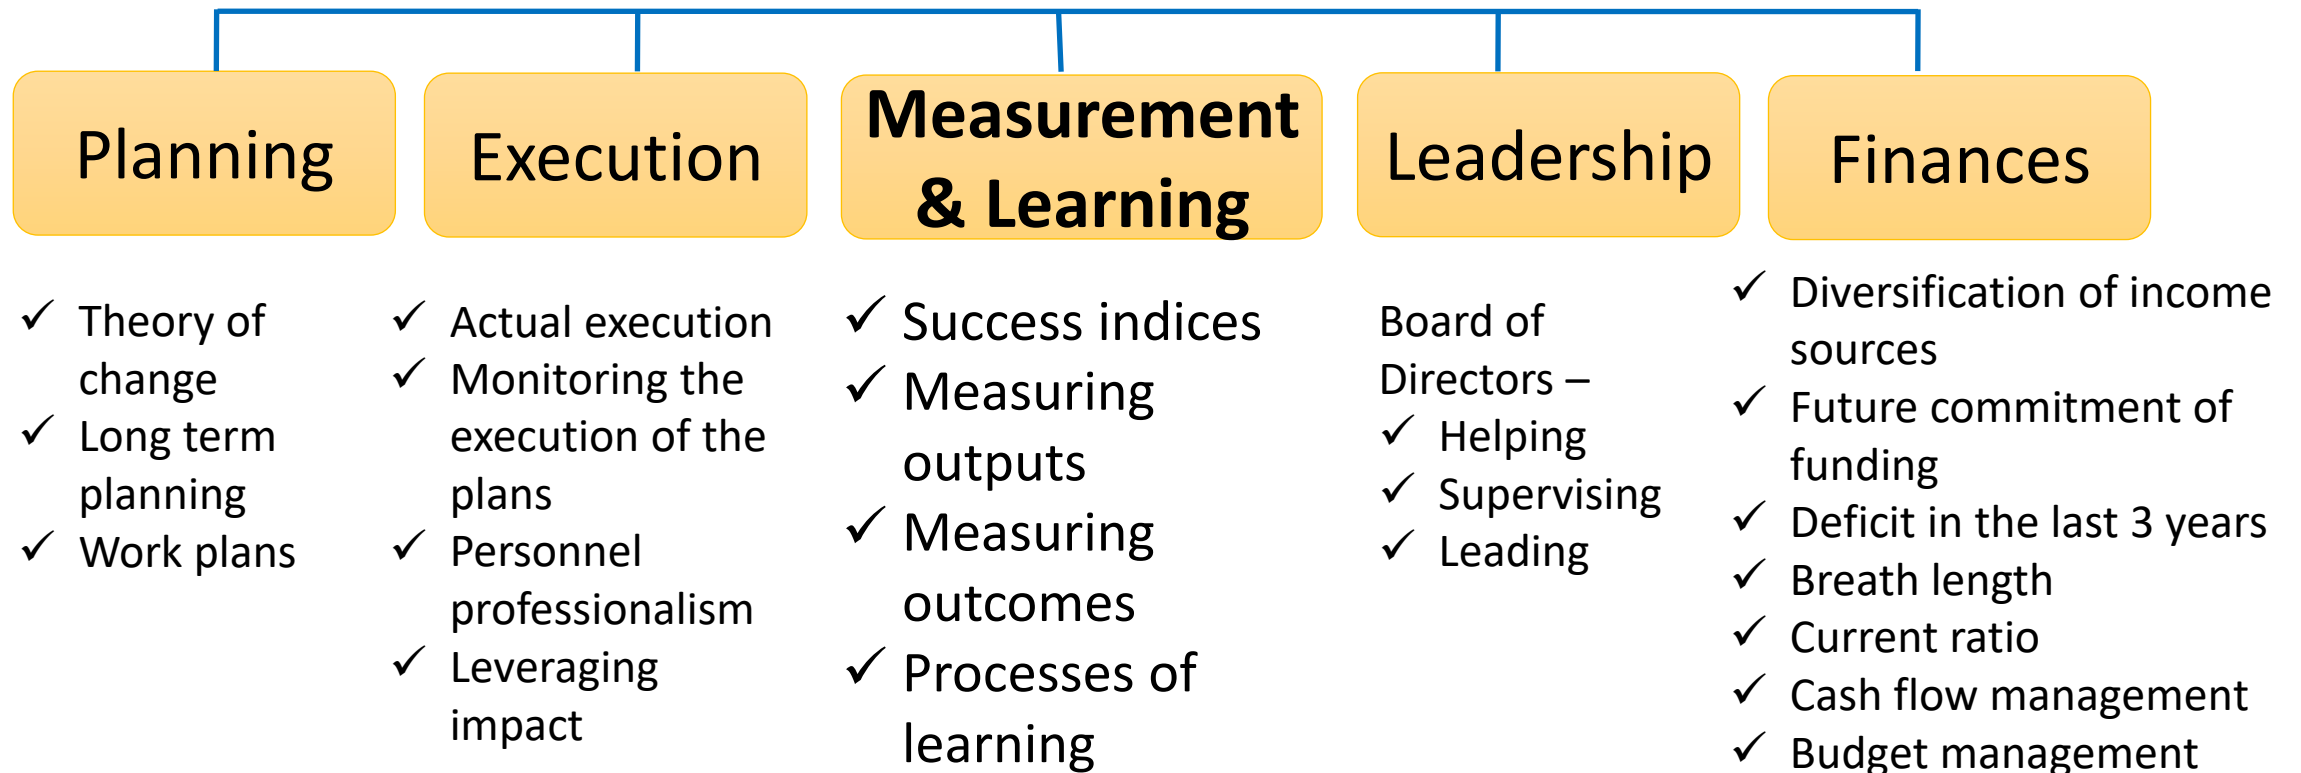 Planning
Execution
Measurement
& Learning
Leadership
Finances
✓ Theory of
change
✓ Long term
planning
✓ Work plans
✓ Actual execution
✓ Monitoring the
execution of the
plans
✓ Personnel
professionalism
✓ Leveraging
impact
✓ Success indices
✓ Measuring
outputs
✓ Measuring
outcomes
✓ Processes of
learning
Board of
Directors –
✓ Helping
✓ Supervising
✓ Leading
✓ Diversification of income
sources
✓ Future commitment of
funding
✓ Deficit in the last 3 years
✓ Breath length
✓ Current ratio
✓ Cash flow management
✓ Budget management